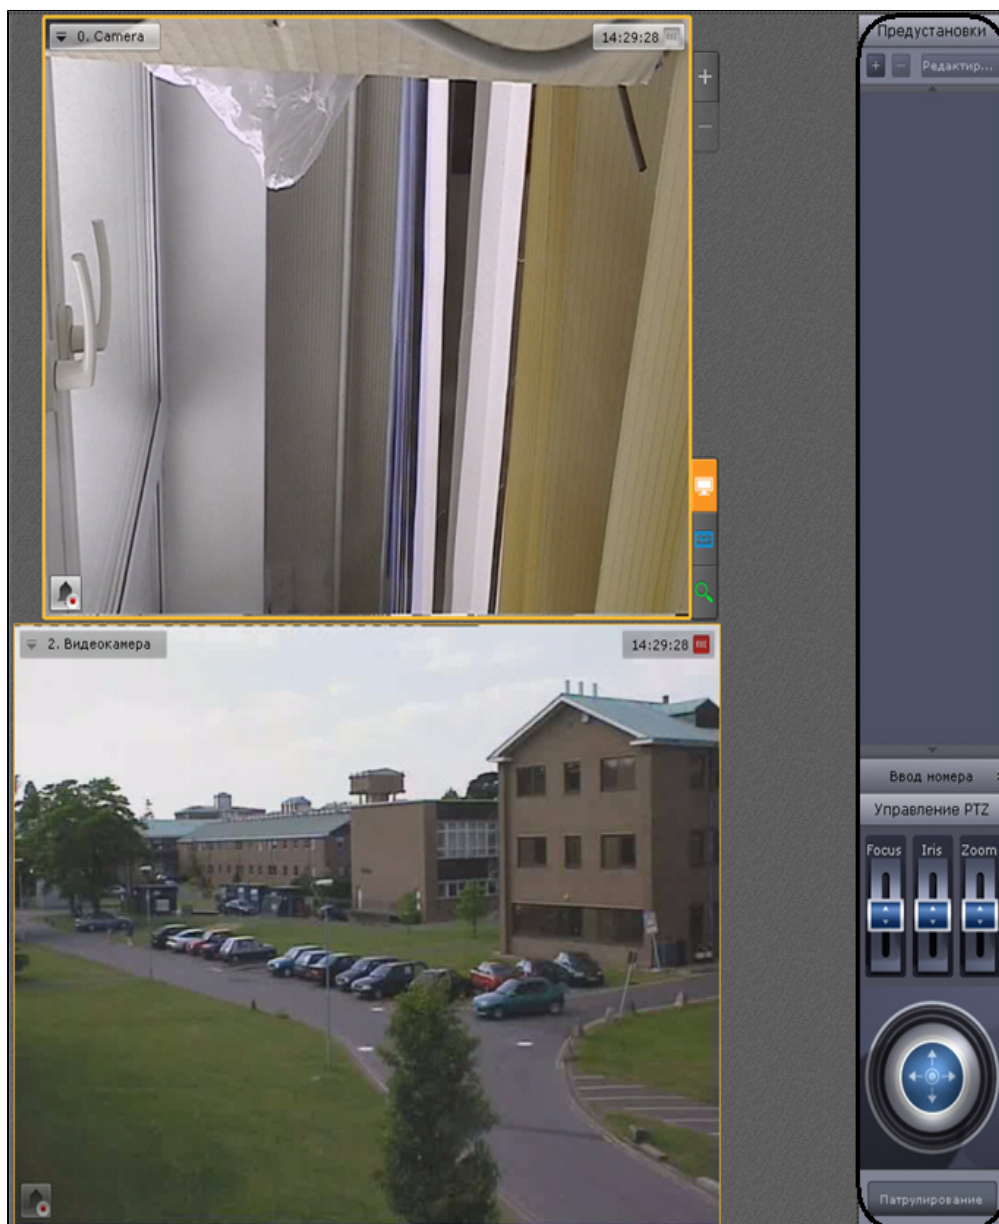 0. Camera
14:29:28
Предустановки
+ − Редактир...
2. Видеокамера
14:29:28
Ввод номера
Управление PTZ
Focus Iris Zoom
Патрулирование